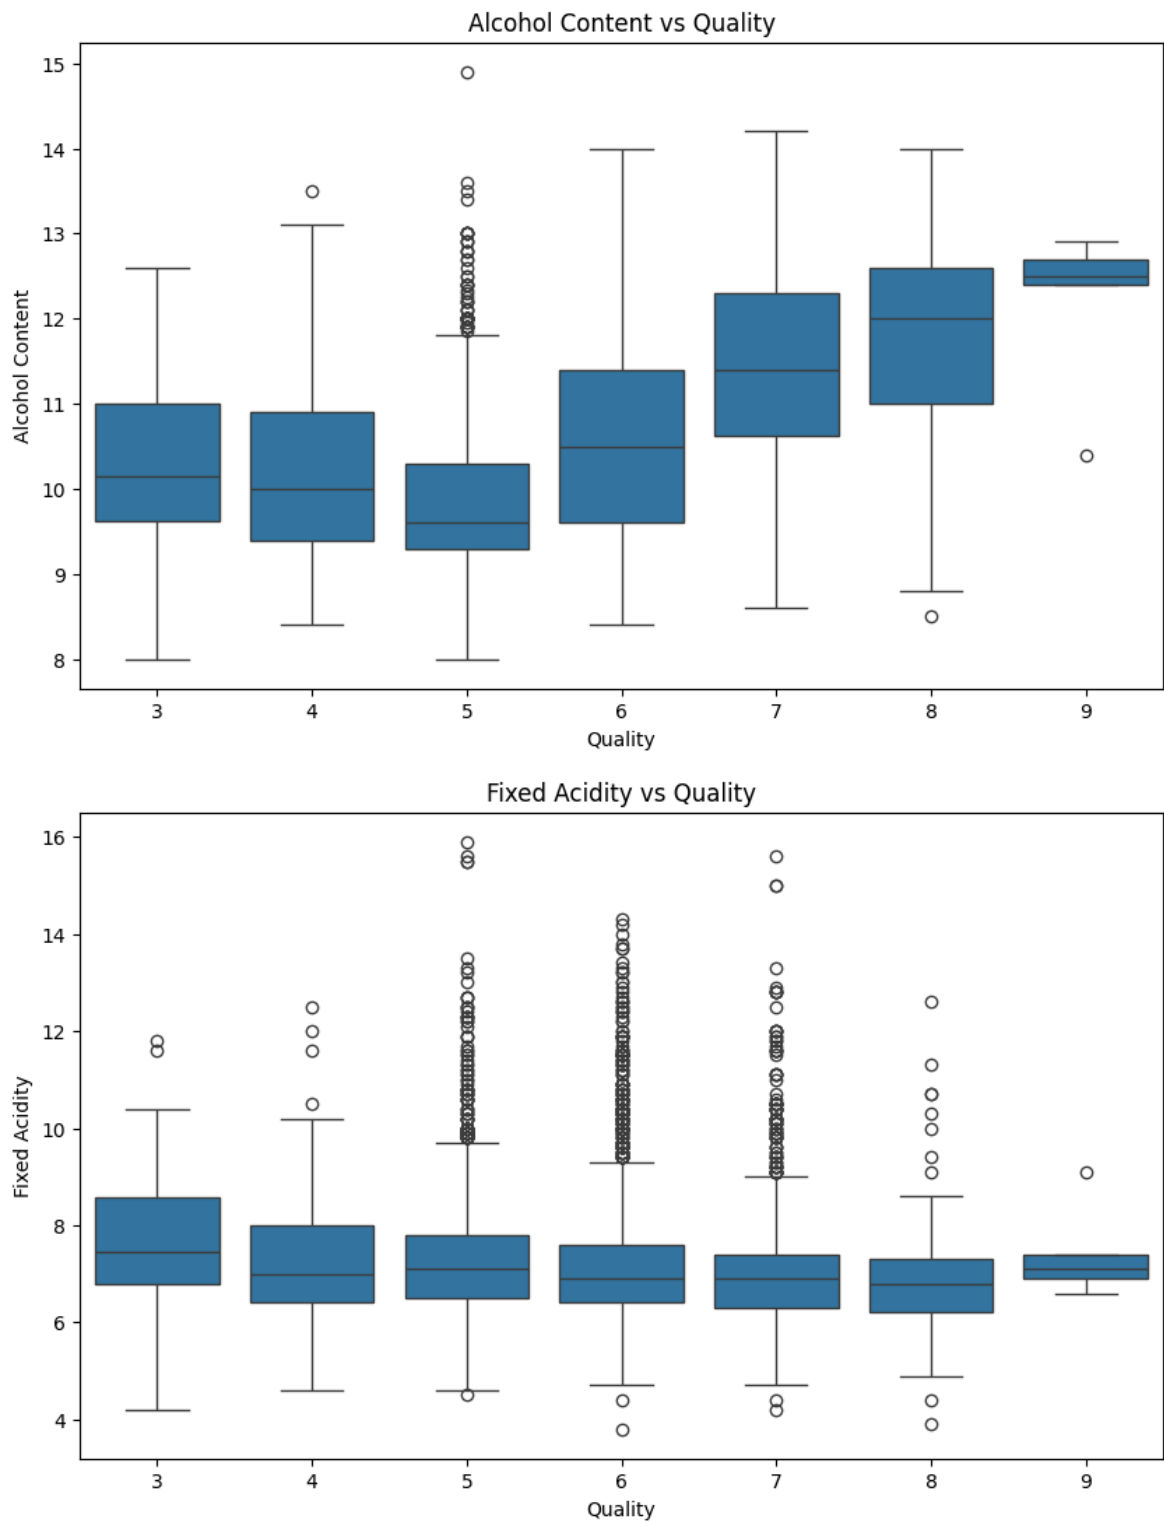 Alcohol Content vs Quality
15
14
13
12
11
10
9
8
Alcohol Content
3 4 5 6 7 8 9
Quality
Fixed Acidity vs Quality
16
14
12
10
8
6
4
Fixed Acidity
3 4 5 6 7 8 9
Quality